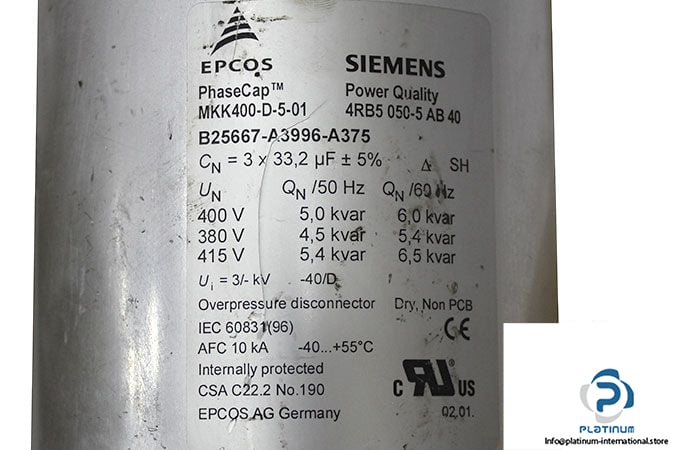 EPCOS SIEMENS
PhaseCap™ Power Quality
MKK400-D-5-01 4RB5 050-5 AB 40
B25667-A3996-A375
CN = 3 x 33,2 µF ± 5% Δ SH
UN QN /50 Hz QN /60 Hz
400 V 5,0 kvar 6,0 kvar
380 V 4,5 kvar 5,4 kvar
415 V 5,4 kvar 6,5 kvar
Ui = 3/- kV -40/D
Overpressure disconnector Dry, Non PCB
IEC 60831(96) CE
AFC 10 kA -40...+55°C
Internally protected
CSA C22.2 No.190 C RU ® US
EPCOS AG Germany 02.01.
PLATINUM
Info@platinum-international.store